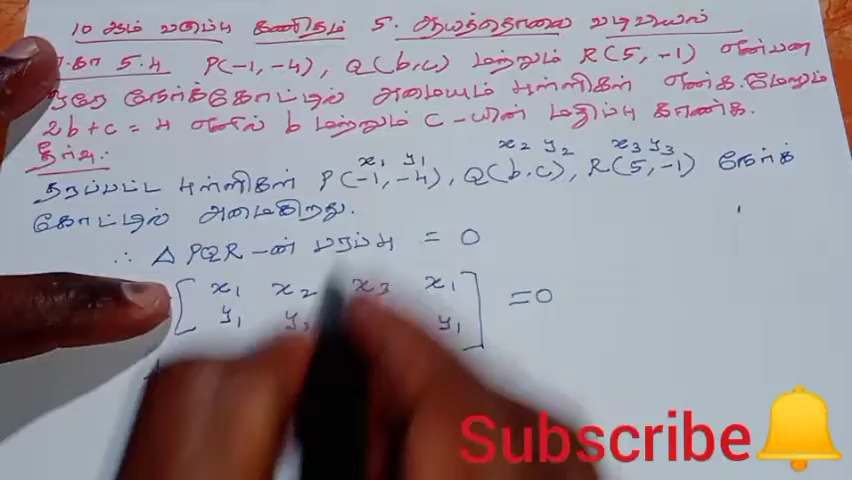 10 ஆம் வகுப்பு கணிதம் 5. ஆயத்தொலை வடிவியல்
எ.கா 5.4 P(-1,-4), Q(b,c) மற்றும் R(5,-1) என்பன
ஒரே நேர்க்கோட்டில் அமையும் புள்ளிகள் என்க. மேலும்
2b+c = 4 எனில் b மற்றும் c -யின் மதிப்பு காண்க.
தீர்வு:-
x₁ y₁ x₂ y₂ x₃ y₃
தரப்பட்ட புள்ளிகள் P(-1,-4), Q(b,c), R(5,-1) நேர்க்
கோட்டில் அமைகிறது.
∴ Δ PQR -ன் பரப்பு = 0
x₁ x₂ x₃ x₁
y₁ y₂ y₁ =0
Subscribe